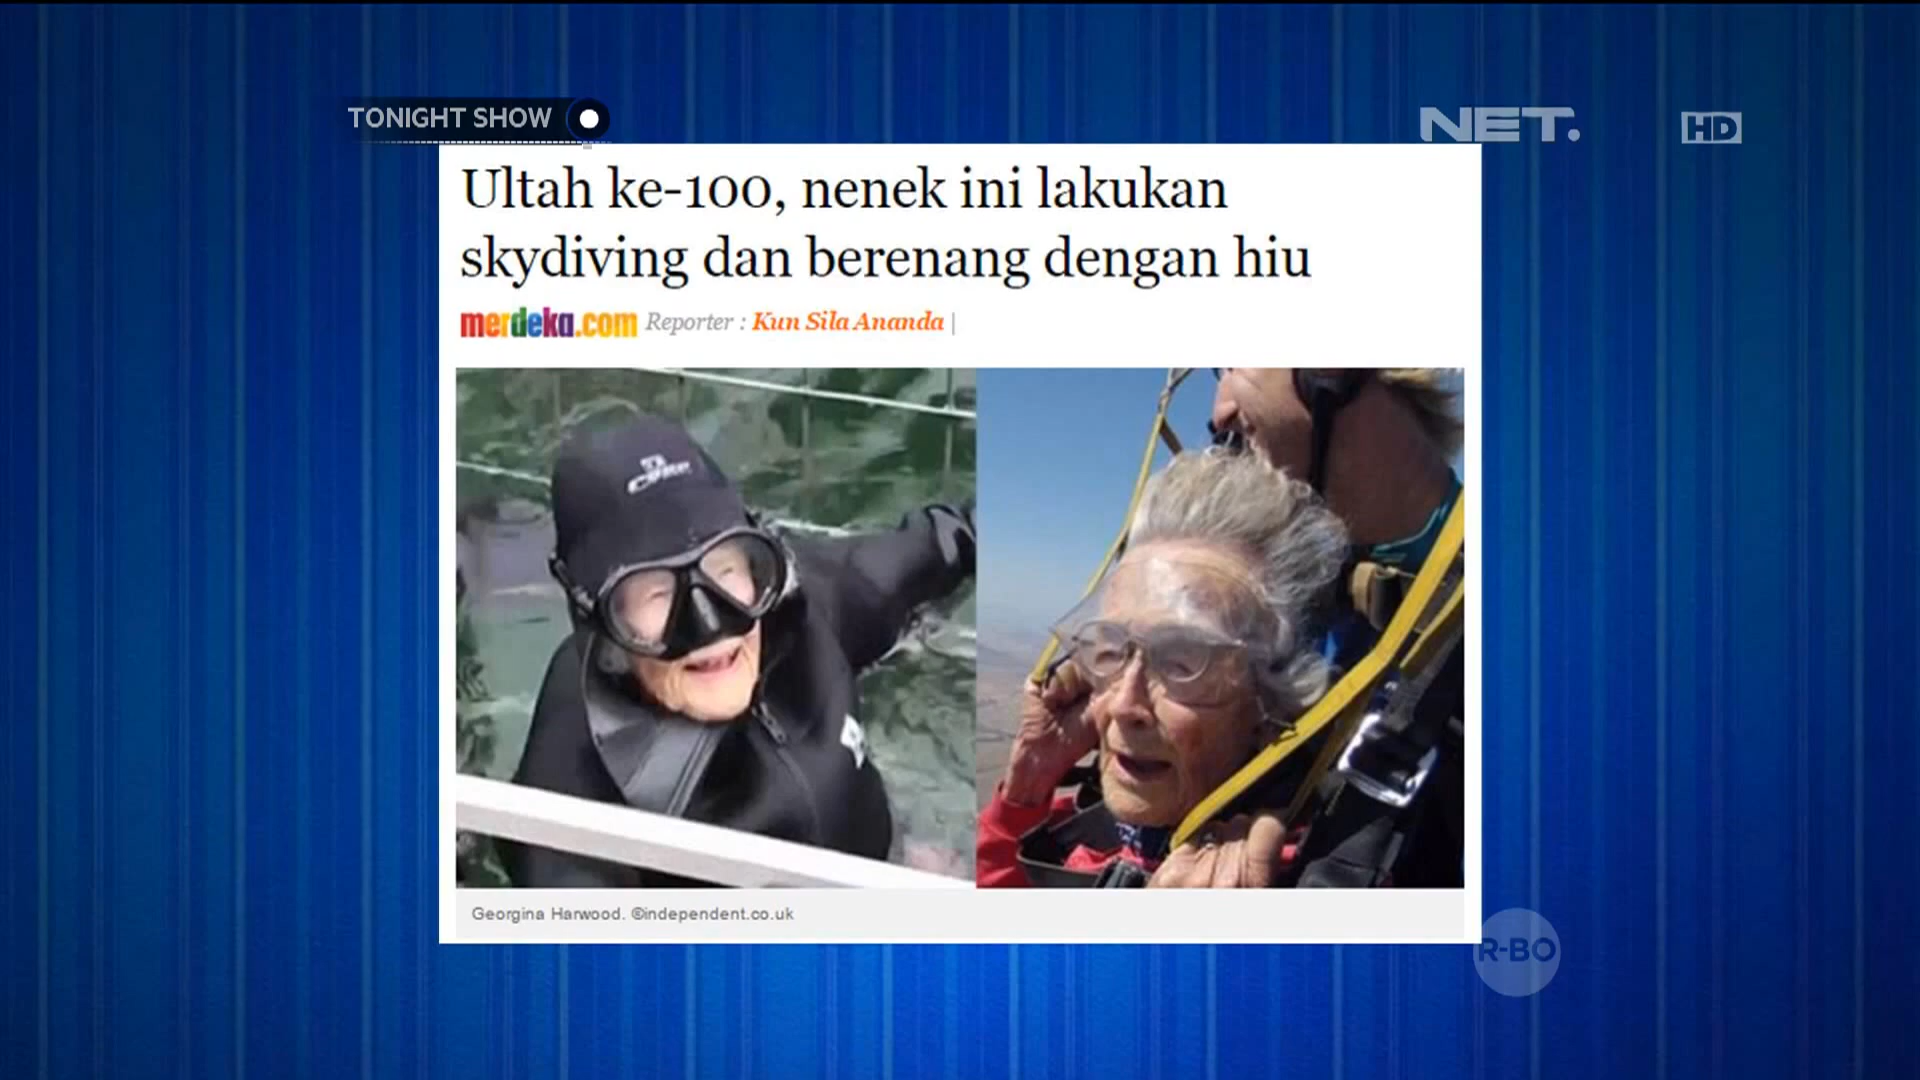 TONIGHT SHOW
NET.
HD
Ultah ke-100, nenek ini lakukan
skydiving dan berenang dengan hiu
merdeka.com Reporter : Kun Sila Ananda |
Georgina Harwood. ©independent.co.uk
R-BO